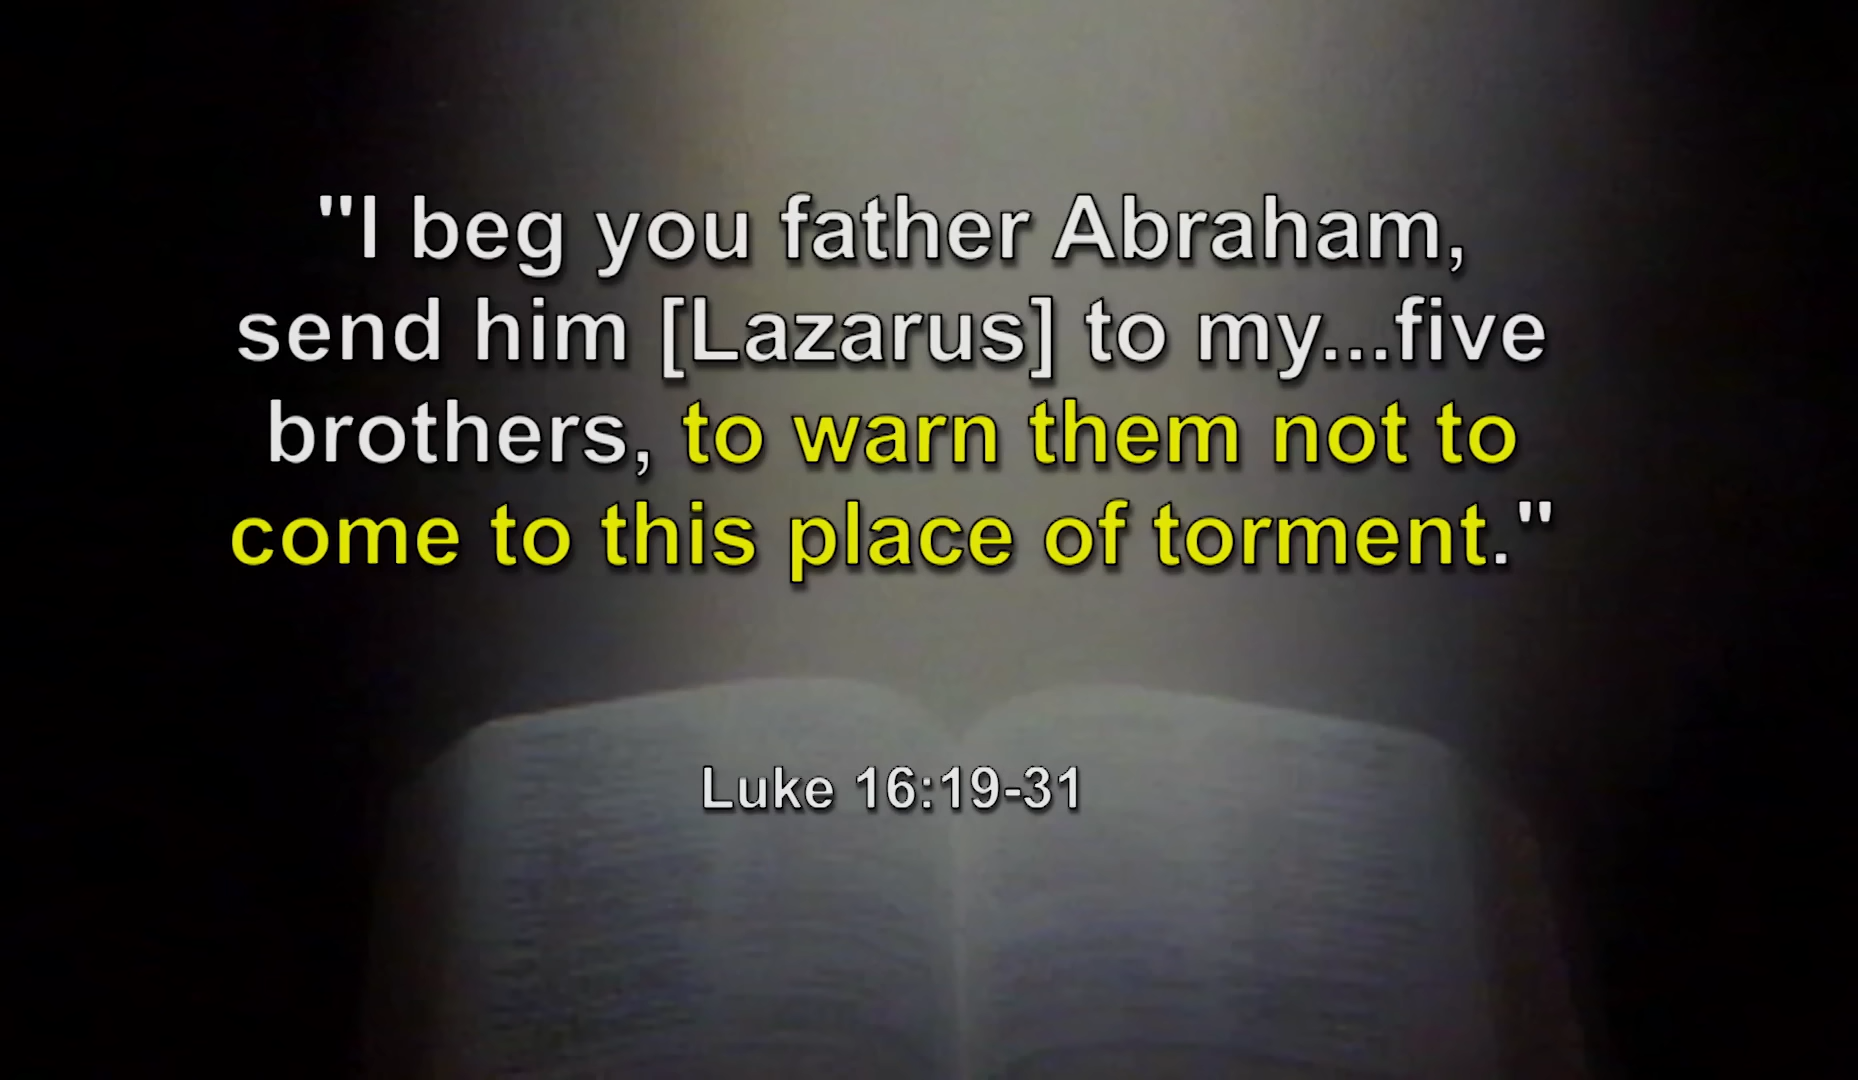 "I beg you father Abraham,
send him [Lazarus] to my...five
brothers, to warn them not to
come to this place of torment."
Luke 16:19-31